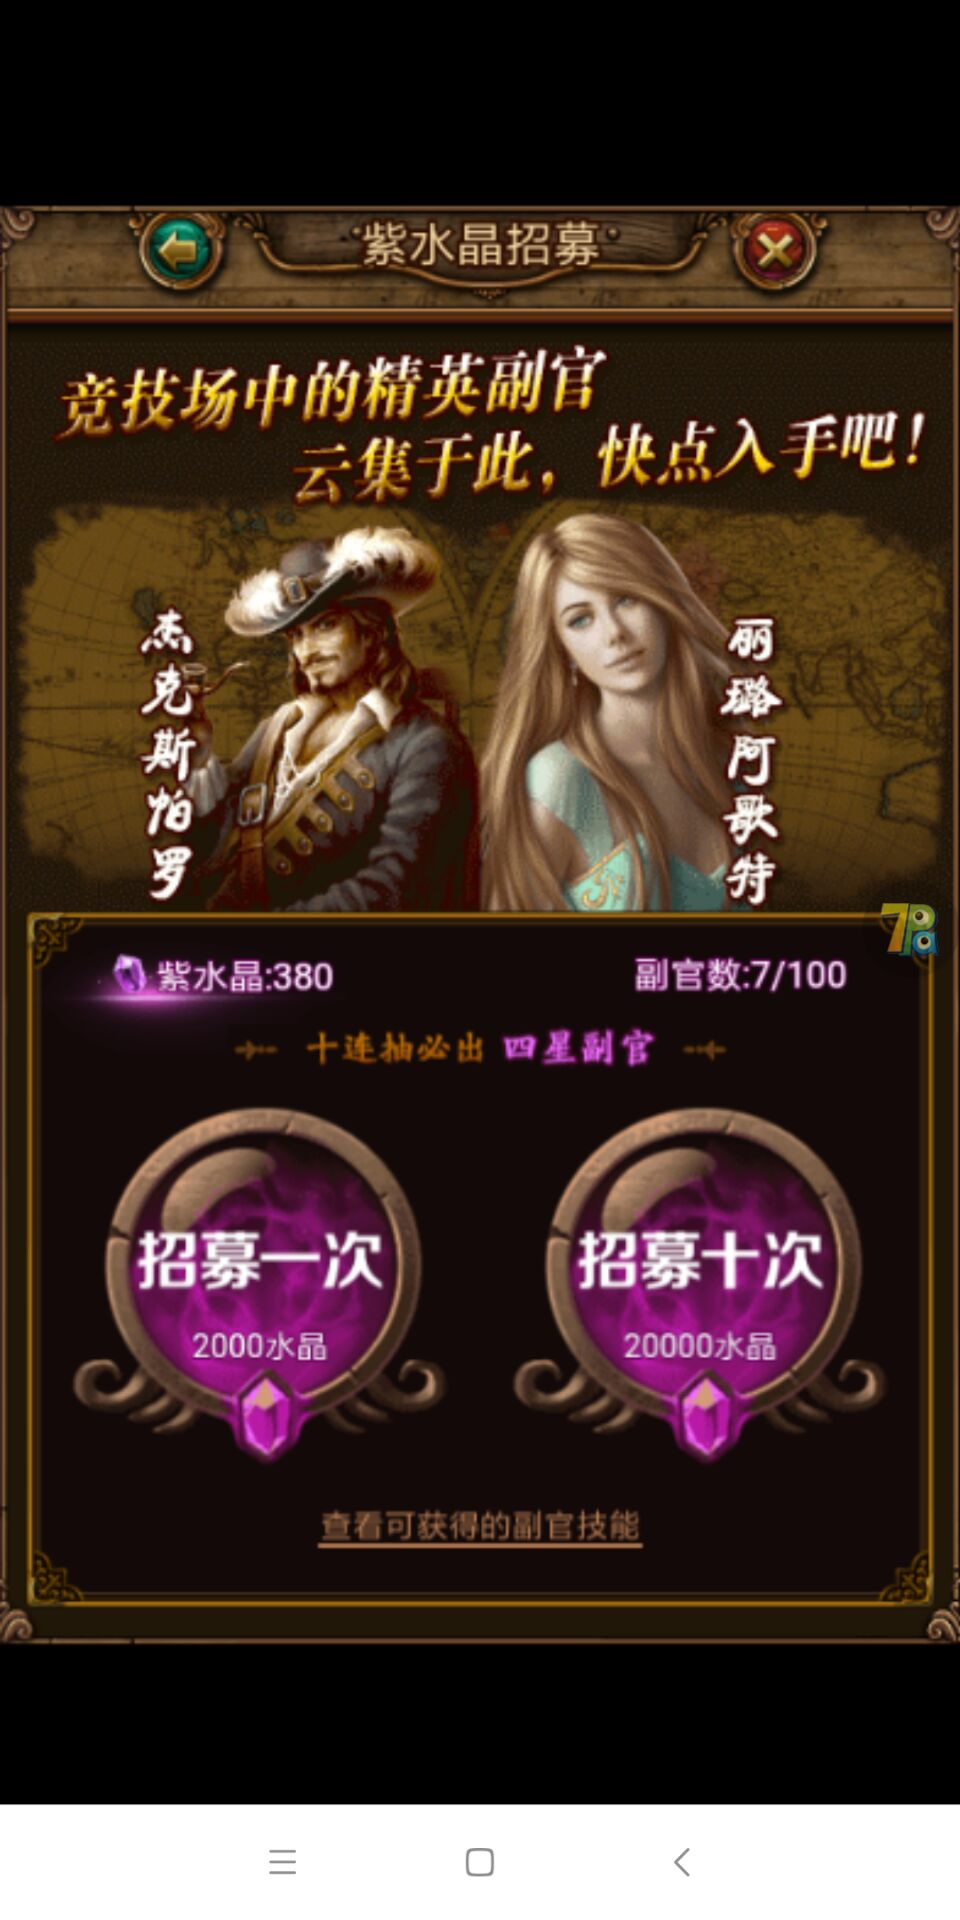 紫水晶招募
竞技场中的精英副官
云集于此，快点入手吧！
杰克斯帕罗
丽璐阿歌特
7Pa
紫水晶:380
副官数:7/100
十连抽必出 四星副官
招募一次
2000水晶
招募十次
20000水晶
查看可获得的副官技能